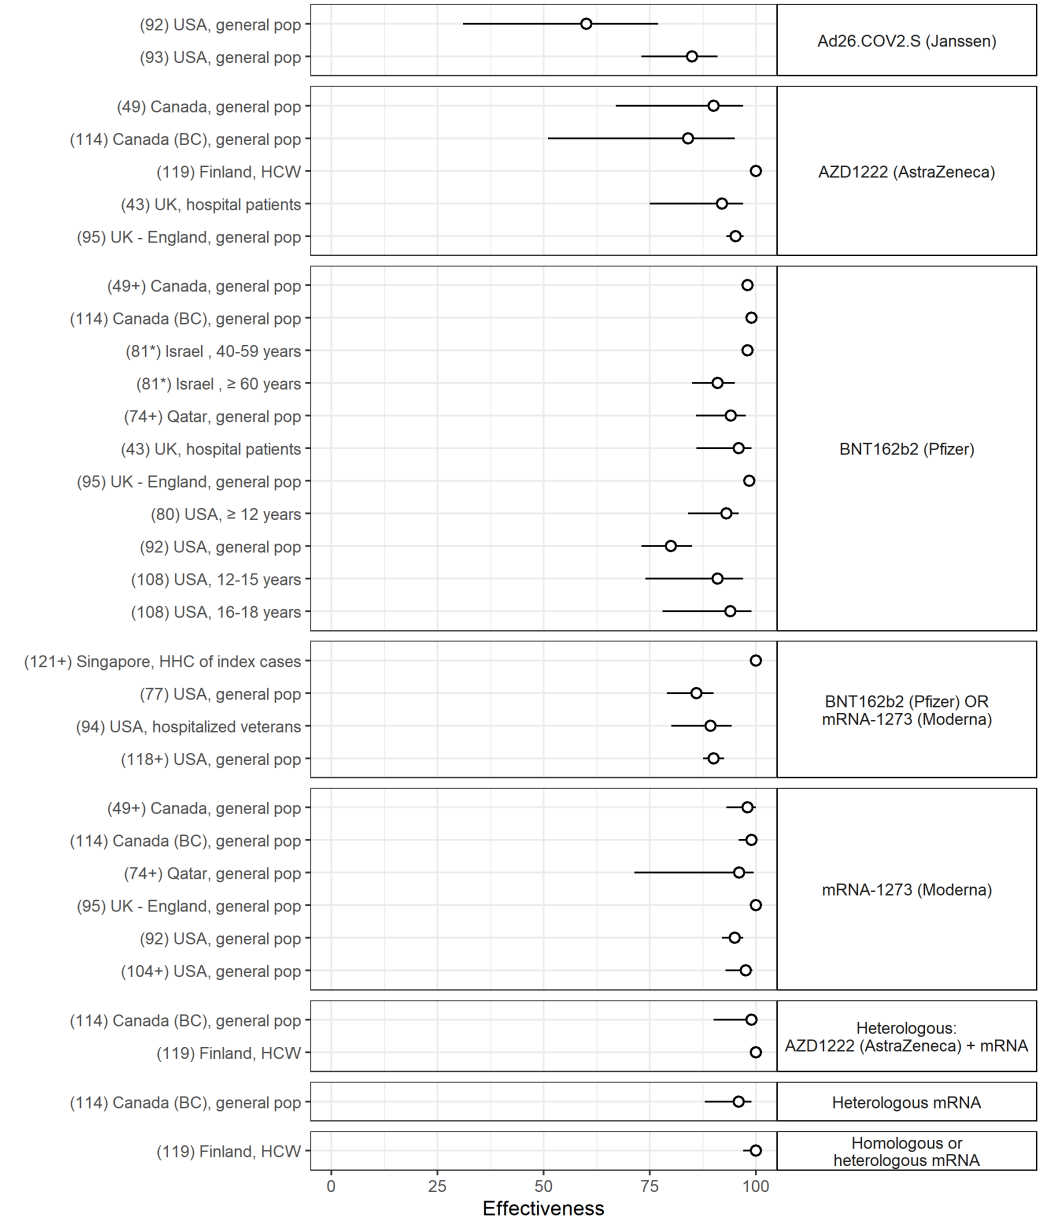 (92) USA, general pop
(93) USA, general pop
Ad26.COV2.S (Janssen)
(49) Canada, general pop
(114) Canada (BC), general pop
(119) Finland, HCW
(43) UK, hospital patients
(95) UK - England, general pop
AZD1222 (AstraZeneca)
(49+) Canada, general pop
(114) Canada (BC), general pop
(81*) Israel , 40-59 years
(81*) Israel , ≥ 60 years
(74+) Qatar, general pop
(43) UK, hospital patients
(95) UK - England, general pop
(80) USA, ≥ 12 years
(92) USA, general pop
(108) USA, 12-15 years
(108) USA, 16-18 years
BNT162b2 (Pfizer)
(121+) Singapore, HHC of index cases
(77) USA, general pop
(94) USA, hospitalized veterans
(118+) USA, general pop
BNT162b2 (Pfizer) OR
mRNA-1273 (Moderna)
(49+) Canada, general pop
(114) Canada (BC), general pop
(74+) Qatar, general pop
(95) UK - England, general pop
(92) USA, general pop
(104+) USA, general pop
mRNA-1273 (Moderna)
(114) Canada (BC), general pop
(119) Finland, HCW
Heterologous:
AZD1222 (AstraZeneca) + mRNA
(114) Canada (BC), general pop
Heterologous mRNA
(119) Finland, HCW
Homologous or
heterologous mRNA
0 25 50 75 100
Effectiveness